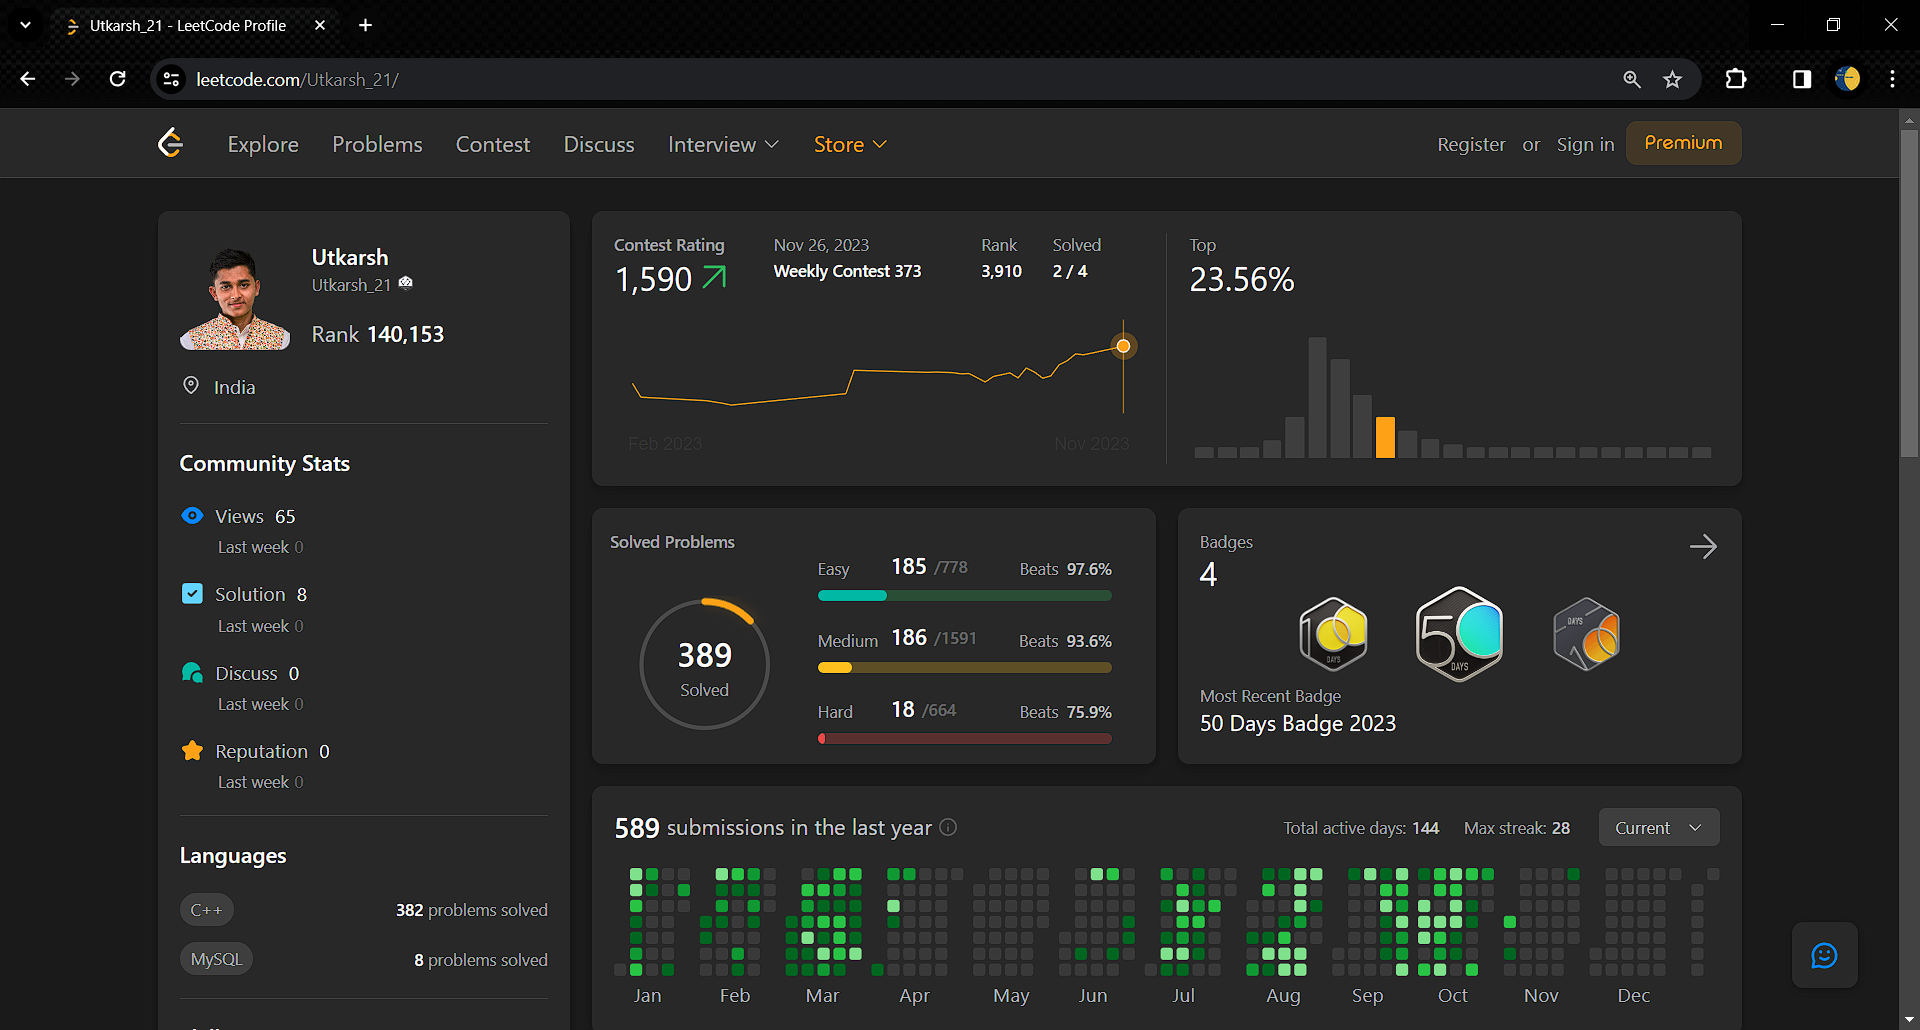 Utkarsh_21 - LeetCode Profile
leetcode.com/Utkarsh_21/
Explore Problems Contest Discuss Interview Store Register or Sign in Premium
Utkarsh
Utkarsh_21
Rank 140,153
India
Community Stats
Views 65
Last week 0
Solution 8
Last week 0
Discuss 0
Last week 0
Reputation 0
Last week 0
Languages
C++ 382 problems solved
MySQL 8 problems solved
Contest Rating
1,590
Nov 26, 2023
Weekly Contest 373
Rank
3,910
Solved
2 / 4
Feb 2023 Nov 2023
Top
23.56%
Solved Problems
389
Solved
Easy 185 /778 Beats 97.6%
Medium 186 /1591 Beats 93.6%
Hard 18 /664 Beats 75.9%
Badges
4
100 DAYS
50 DAYS
DAYS
Most Recent Badge
50 Days Badge 2023
589 submissions in the last year
Total active days: 144 Max streak: 28 Current
Jan Feb Mar Apr May Jun Jul Aug Sep Oct Nov Dec